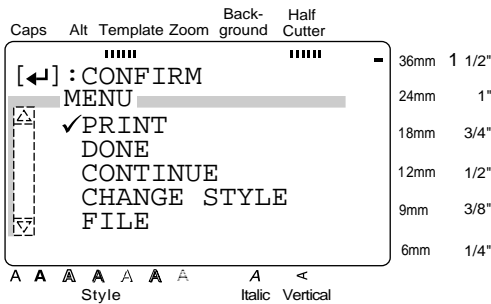 Caps Alt Template Zoom Back-ground Half Cutter
[↵]:CONFIRM
MENU
✓PRINT
DONE
CONTINUE
CHANGE STYLE
FILE
36mm 1 1/2"
24mm 1"
18mm 3/4"
12mm 1/2"
9mm 3/8"
6mm 1/4"
A A A A A A A A A
Style Italic Vertical